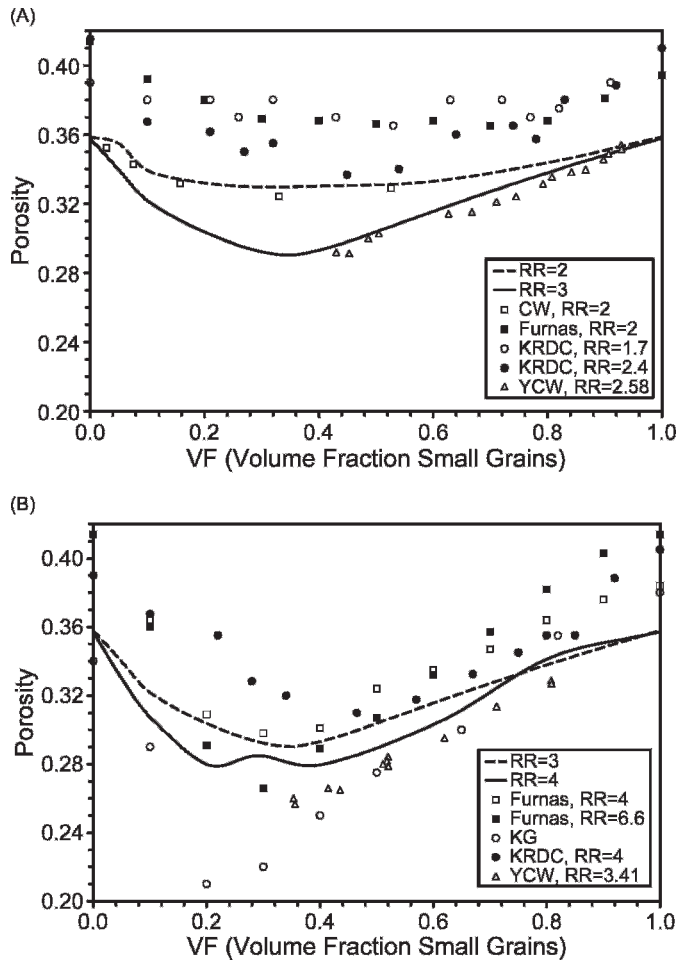 (A)
0.40
0.36
0.32
0.28
0.24
0.20
Porosity
RR=2
RR=3
CW, RR=2
Furnas, RR=2
KRDC, RR=1.7
KRDC, RR=2.4
YCW, RR=2.58
0.0 0.2 0.4 0.6 0.8 1.0
VF (Volume Fraction Small Grains)
(B)
0.40
0.36
0.32
0.28
0.24
0.20
Porosity
RR=3
RR=4
Furnas, RR=4
Furnas, RR=6.6
KG
KRDC, RR=4
YCW, RR=3.41
0.0 0.2 0.4 0.6 0.8 1.0
VF (Volume Fraction Small Grains)